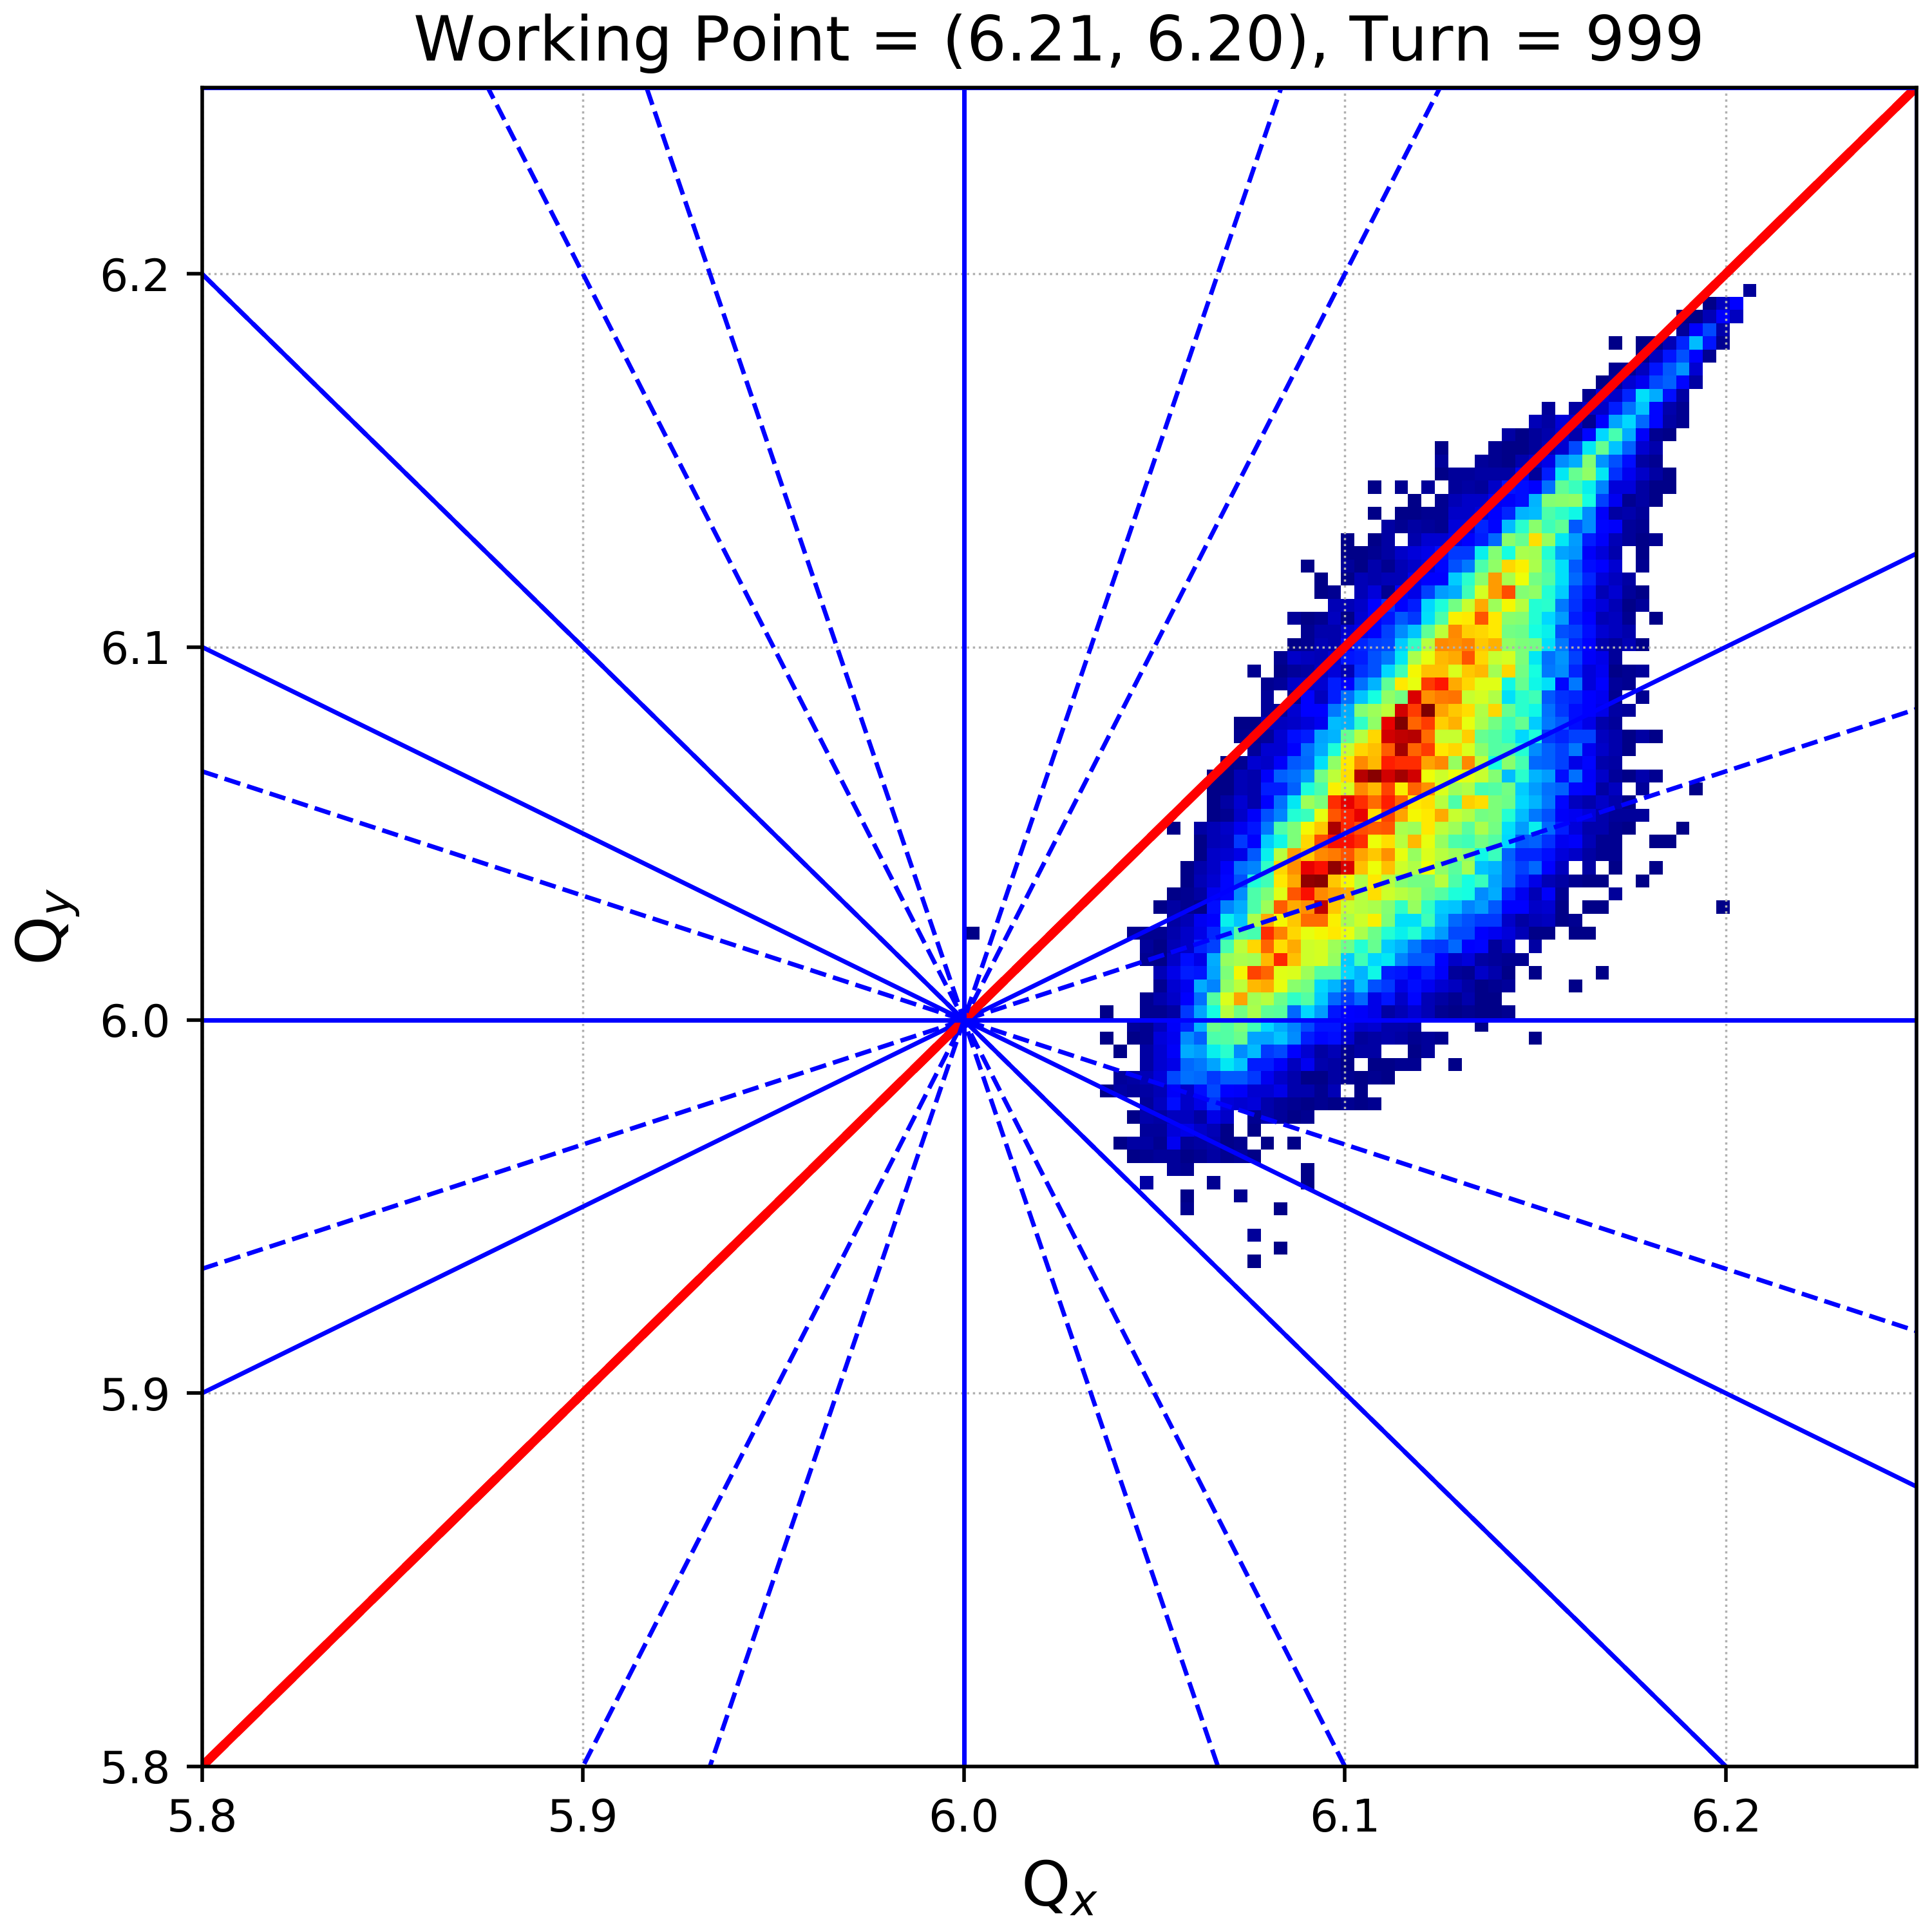 Working Point = (6.21, 6.20), Turn = 999
6.2
6.1
6.0
5.9
5.8
Qy
5.8 5.9 6.0 6.1 6.2
Qx